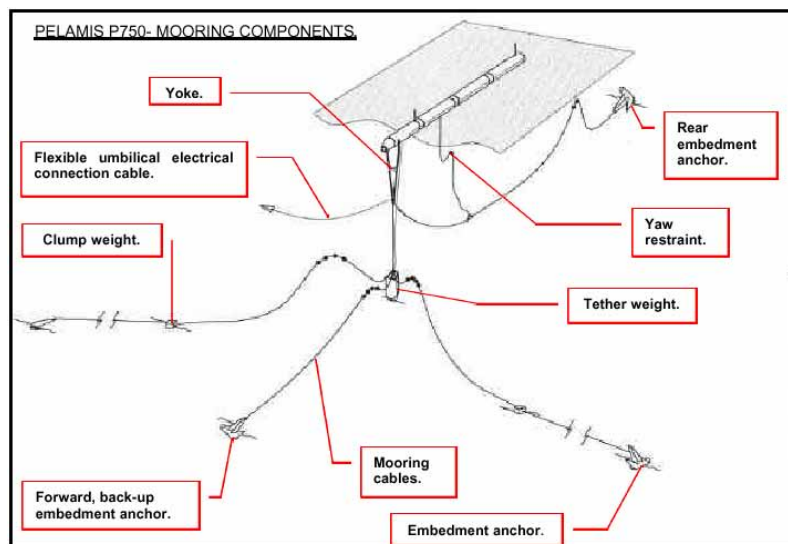 PELAMIS P750- MOORING COMPONENTS.
Yoke.
Flexible umbilical electrical
connection cable.
Rear
embedment
anchor.
Clump weight.
Yaw
restraint.
Tether weight.
Mooring
cables.
Forward, back-up
embedment anchor.
Embedment anchor.